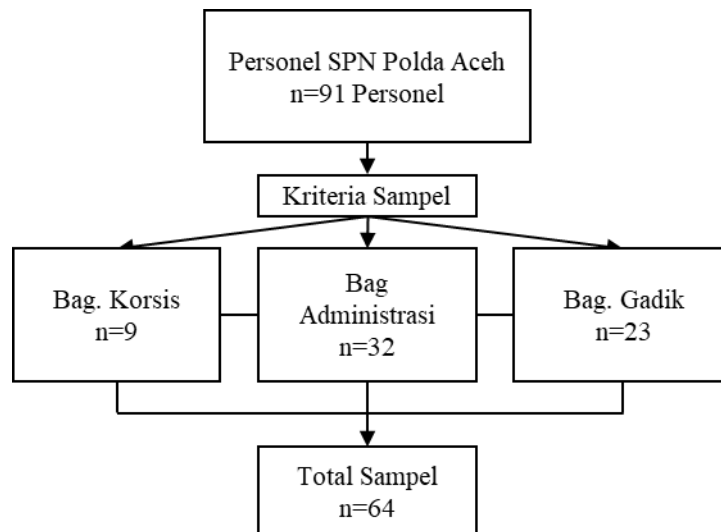 Personel SPN Polda Aceh
n=91 Personel
Kriteria Sampel
Bag. Korsis
n=9
Bag
Administrasi
n=32
Bag. Gadik
n=23
Total Sampel
n=64